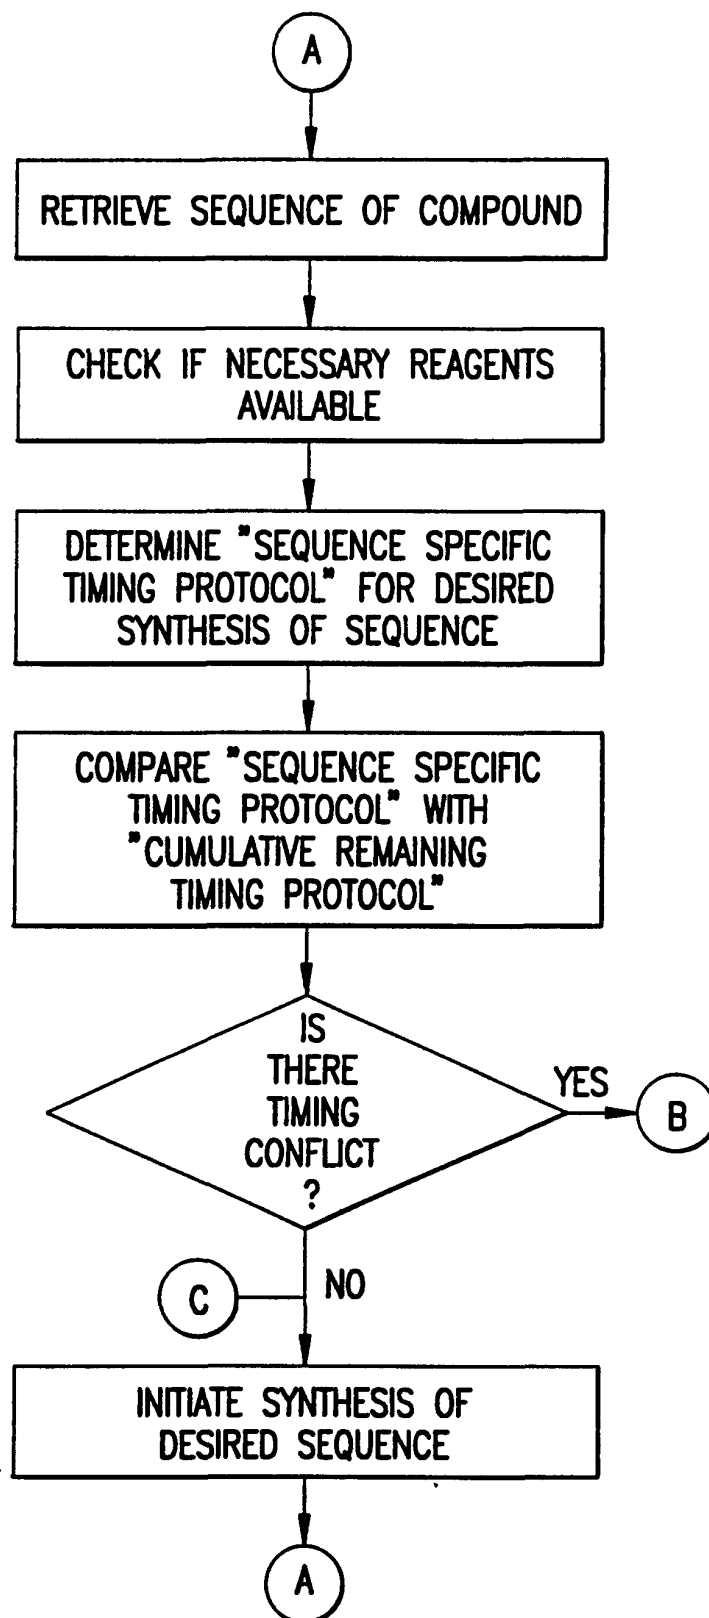 A
RETRIEVE SEQUENCE OF COMPOUND
CHECK IF NECESSARY REAGENTS
AVAILABLE
DETERMINE "SEQUENCE SPECIFIC
TIMING PROTOCOL" FOR DESIRED
SYNTHESIS OF SEQUENCE
COMPARE "SEQUENCE SPECIFIC
TIMING PROTOCOL" WITH
"CUMULATIVE REMAINING
TIMING PROTOCOL"
IS
THERE
TIMING
CONFLICT
?
YES
B
C
NO
INITIATE SYNTHESIS OF
DESIRED SEQUENCE
A